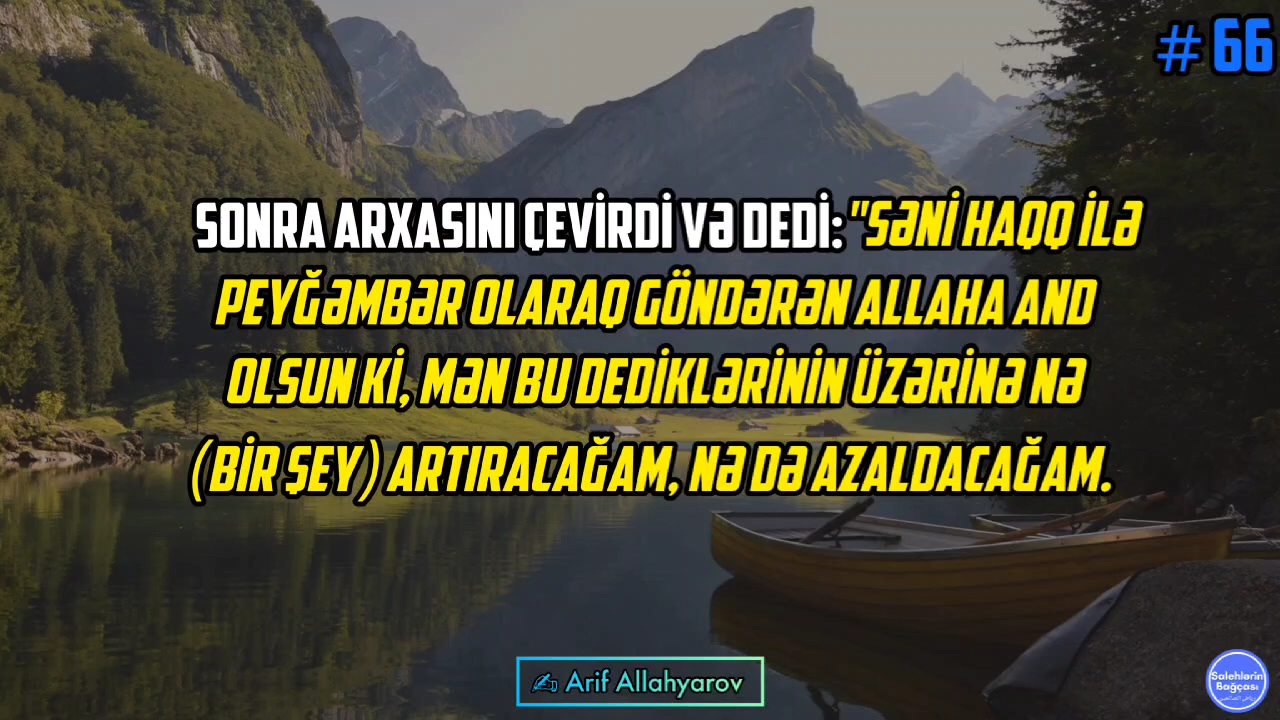 # 66
SONRA ARXASINI ÇEVİRDİ VƏ DEDİ: "SƏNİ HAQQ İLƏ
PEYĞƏMBƏR OLARAQ GÖNDƏRƏN ALLAHA AND
OLSUN Kİ, MƏN BU DEDİKLƏRİNİN ÜZƏRİNƏ NƏ
(BİR ŞEY) ARTIRACAĞAM, NƏ DƏ AZALDACAĞAM.
✍ Arif Allahyarov
Salehlərin
Bağçası